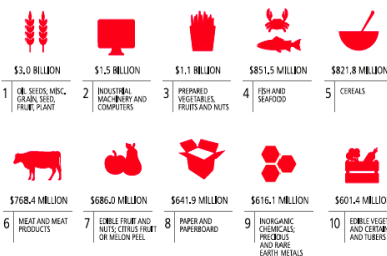 $3.0 BILLION
1 OIL SEEDS; MISC.
GRAIN, SEED,
FRUIT, PLANT
$1.5 BILLION
2 INDUSTRIAL
MACHINERY AND
COMPUTERS
$1.1 BILLION
3 PREPARED
VEGETABLES,
FRUITS AND NUTS
$851.5 MILLION
4 FISH AND
SEAFOOD
$821.8 MILLION
5 CEREALS
$768.4 MILLION
6 MEAT AND MEAT
PRODUCTS
$686.0 MILLION
7 EDIBLE FRUIT AND
NUTS; CITRUS FRUIT
OR MELON PEEL
$641.9 MILLION
8 PAPER AND
PAPERBOARD
$616.1 MILLION
9 INORGANIC
CHEMICALS;
PRECIOUS
AND RARE
EARTH METALS
$601.4 MILLION
10 EDIBLE VEGET
AND CERTAIN
AND TUBERS